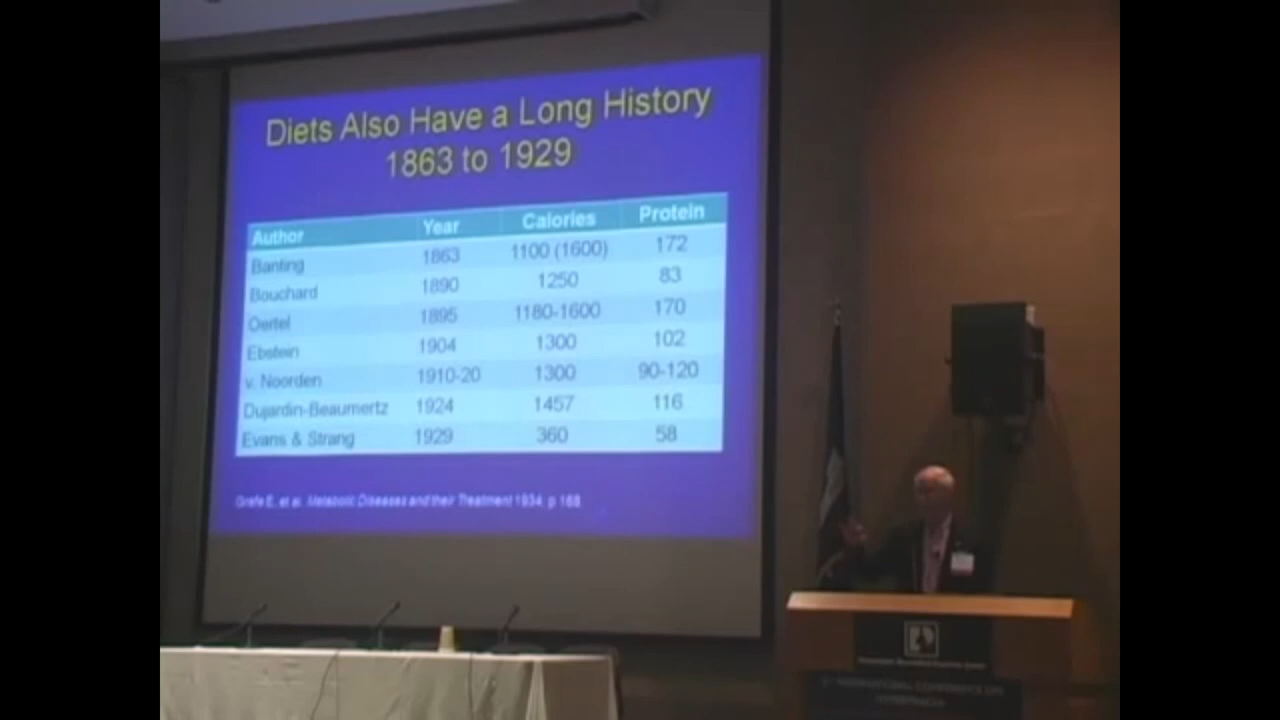 Diets Also Have a Long History
1863 to 1929
Author Year Calories Protein
Banting 1863 1100 (1600) 172
Bouchard 1890 1250 83
Oertel 1895 1180-1600 170
Ebstein 1904 1300 102
v. Noorden 1910-20 1300 90-120
Dujardin-Beaumertz 1924 1457 116
Evans & Strang 1929 360 58
Grafe E, et al. Metabolic Diseases and their Treatment 1934. p 168